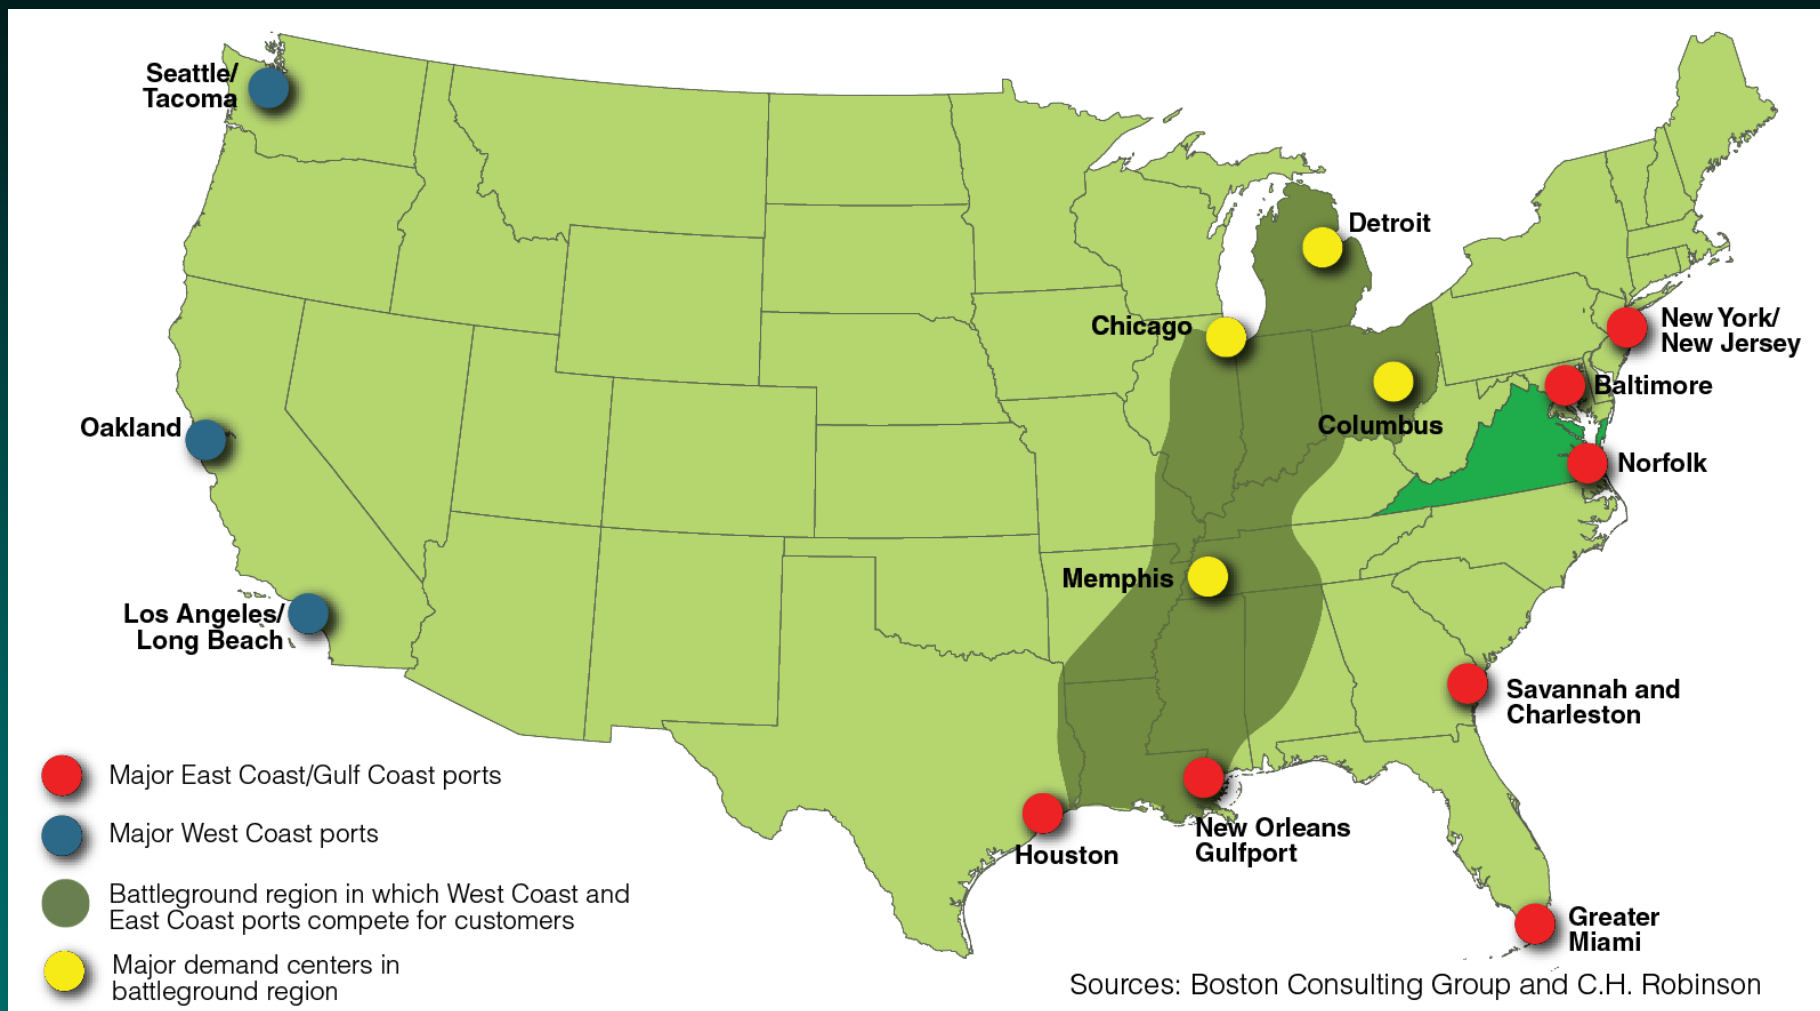 Seattle/
Tacoma
Detroit
Chicago
New York/
New Jersey
Baltimore
Columbus
Oakland
Norfolk
Memphis
Los Angeles/
Long Beach
Savannah and
Charleston
New Orleans
Gulfport
Houston
Greater
Miami
Major East Coast/Gulf Coast ports
Major West Coast ports
Battleground region in which West Coast and
East Coast ports compete for customers
Major demand centers in
battleground region
Sources: Boston Consulting Group and C.H. Robinson